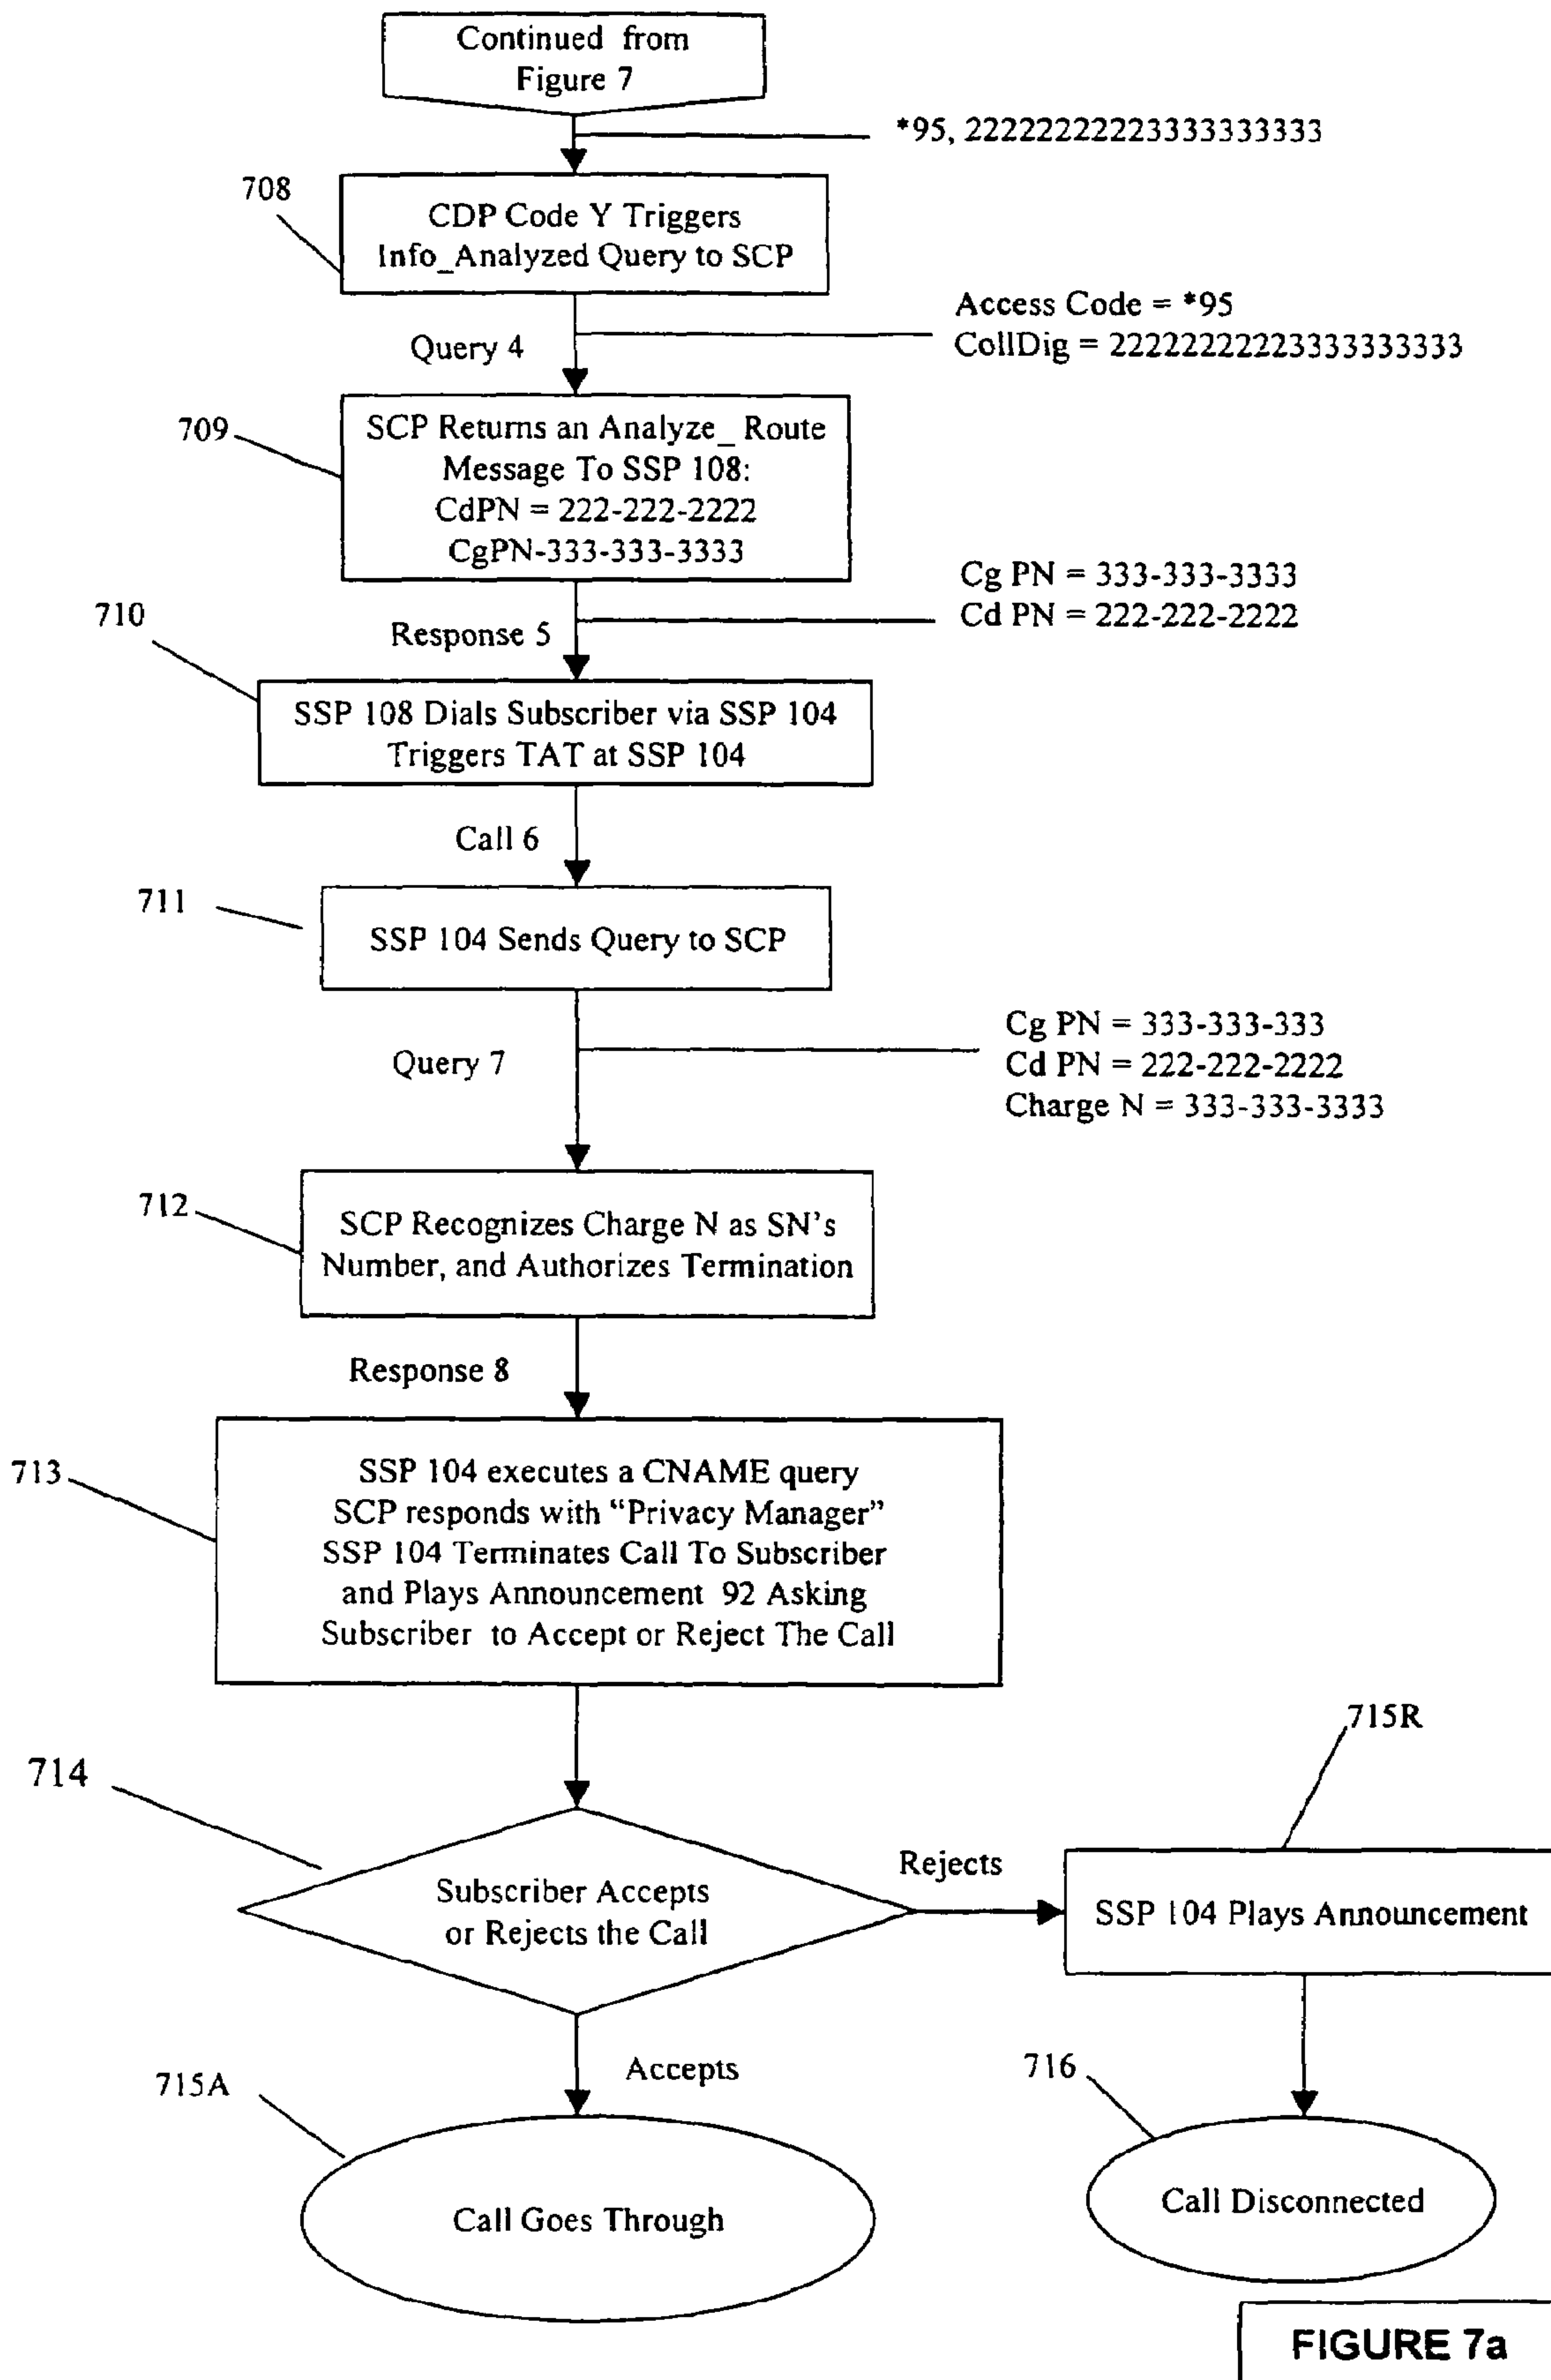 Continued from
Figure 7
*95, 22222222223333333333
708
CDP Code Y Triggers
Info_Analyzed Query to SCP
Access Code = *95
CollDig = 22222222223333333333
Query 4
709
SCP Returns an Analyze_ Route
Message To SSP 108:
CdPN = 222-222-2222
CgPN-333-333-3333
Cg PN = 333-333-3333
Cd PN = 222-222-2222
710
Response 5
SSP 108 Dials Subscriber via SSP 104
Triggers TAT at SSP 104
Call 6
711
SSP 104 Sends Query to SCP
Query 7
Cg PN = 333-333-333
Cd PN = 222-222-2222
Charge N = 333-333-3333
712
SCP Recognizes Charge N as SN's
Number, and Authorizes Termination
Response 8
713
SSP 104 executes a CNAME query
SCP responds with “Privacy Manager”
SSP 104 Terminates Call To Subscriber
and Plays Announcement 92 Asking
Subscriber to Accept or Reject The Call
715R
714
Subscriber Accepts
or Rejects the Call
Rejects
SSP 104 Plays Announcement
Accepts
715A
716
Call Goes Through
Call Disconnected
FIGURE 7a